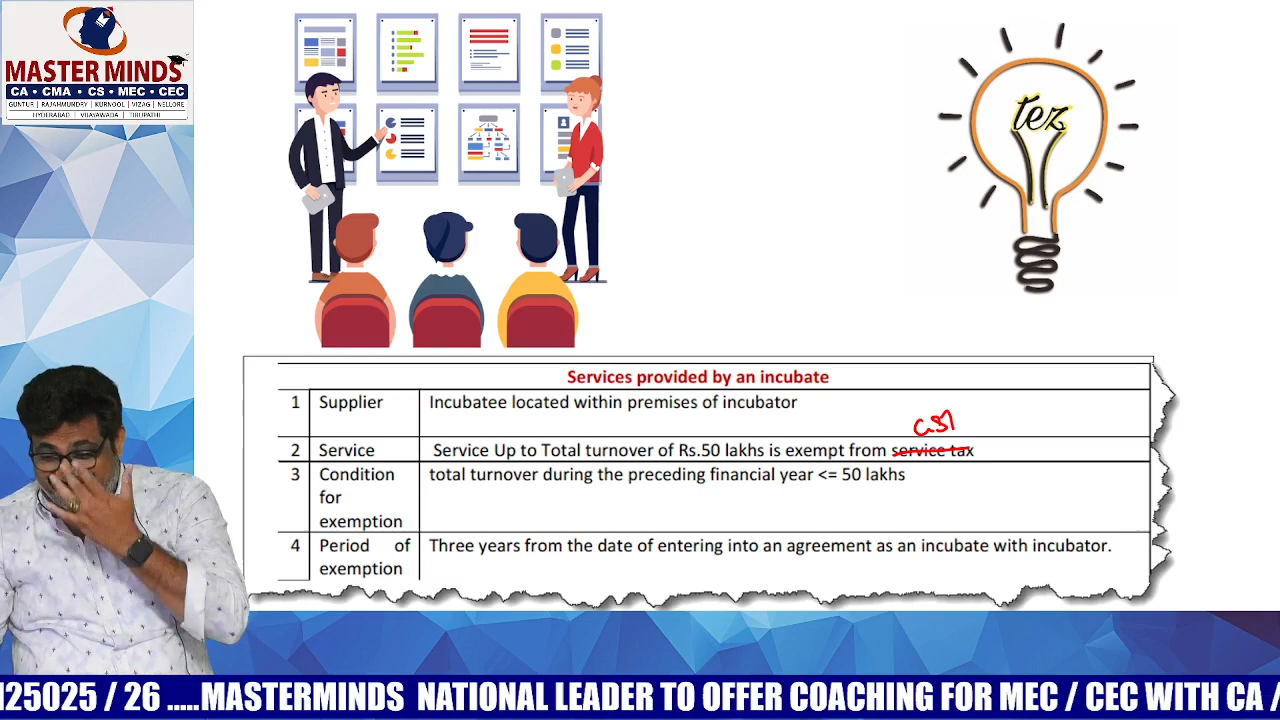 MASTER MINDS
CA • CMA • CS • MEC • CEC
GUNTUR | RAJAHMUNDRY | KURNOOL | VIZAG | NELLORE
HYDERABAD | VIJAYAWADA | TIRUPATHI
tez
Services provided by an incubate
1 Supplier Incubatee located within premises of incubator
GST
2 Service Service Up to Total turnover of Rs.50 lakhs is exempt from service tax
3 Condition for exemption total turnover during the preceding financial year <= 50 lakhs
4 Period of exemption Three years from the date of entering into an agreement as an incubate with incubator.
125025 / 26 .....MASTERMINDS NATIONAL LEADER TO OFFER COACHING FOR MEC / CEC WITH CA /